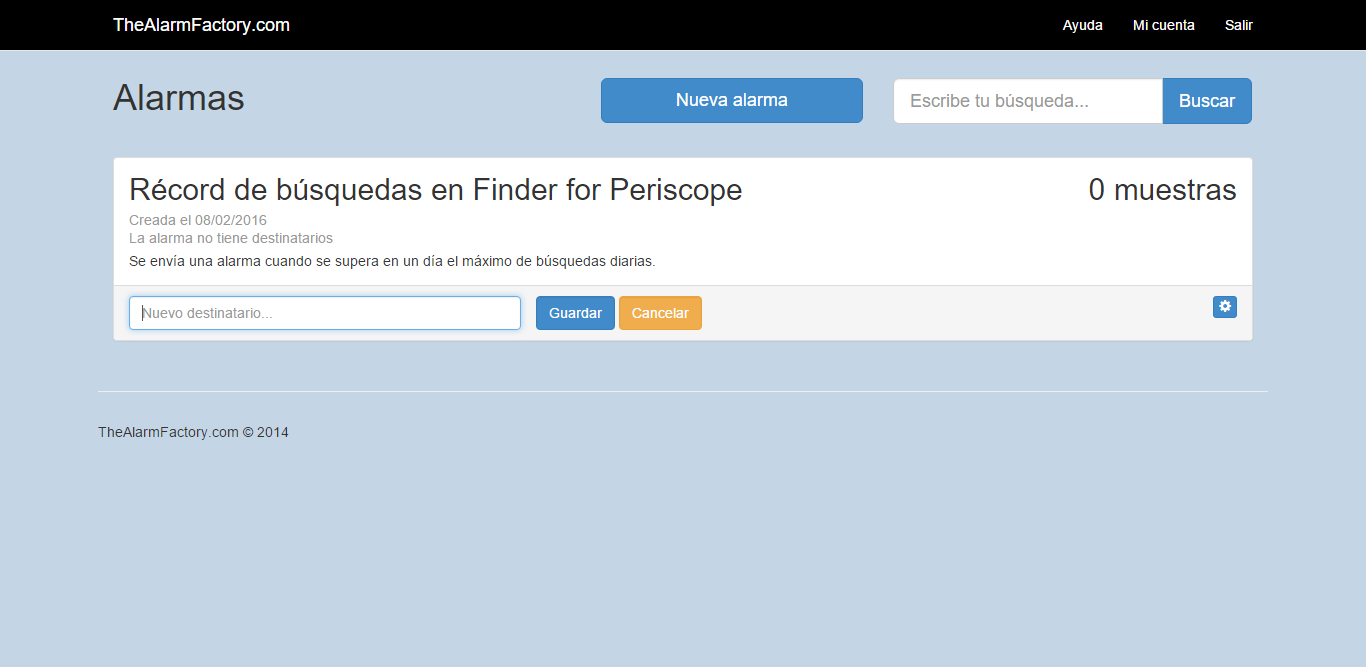 TheAlarmFactory.com Ayuda Mi cuenta Salir
Alarmas Nueva alarma Escribe tu búsqueda... Buscar
Récord de búsquedas en Finder for Periscope 0 muestras
Creada el 08/02/2016
La alarma no tiene destinatarios
Se envía una alarma cuando se supera en un día el máximo de búsquedas diarias.
Nuevo destinatario... Guardar Cancelar
TheAlarmFactory.com © 2014